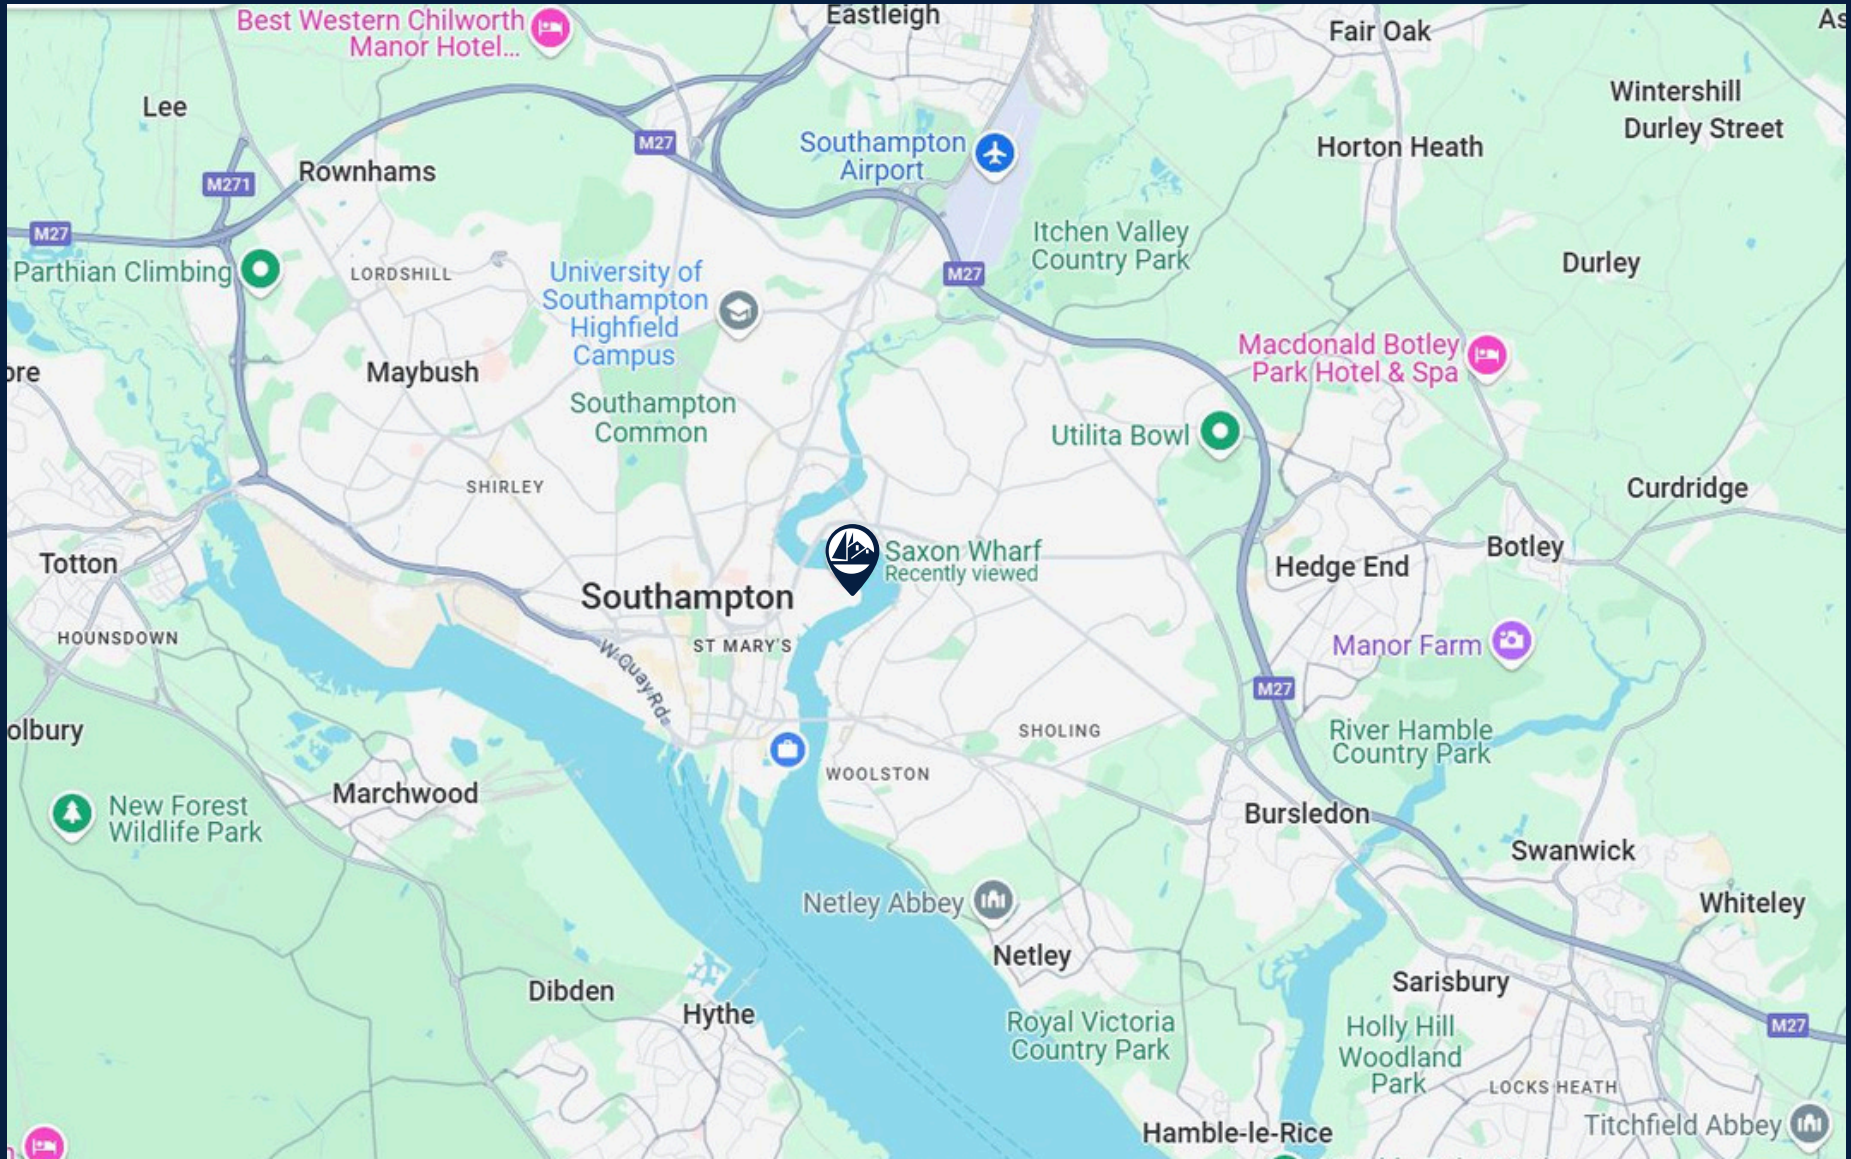 Best Western Chilworth
Manor Hotel...
Eastleigh
Fair Oak
As
Lee
Wintershill
Durley Street
M27
Southampton
Airport
Horton Heath
Rownhams
M271
M27
Itchen Valley
Country Park
Durley
Parthian Climbing
LORDSHILL
University of
Southampton
Highfield
Campus
M27
Macdonald Botley
Park Hotel & Spa
ore
Maybush
Southampton
Common
Utilita Bowl
SHIRLEY
Curdridge
Totton
Saxon Wharf
Recently viewed
Hedge End
Botley
Southampton
HOUNSDOWN
ST MARY'S
W Quay Rd
Manor Farm
M27
olbury
SHOLING
River Hamble
Country Park
WOOLSTON
Marchwood
New Forest
Wildlife Park
Bursledon
Swanwick
Netley Abbey
Whiteley
Netley
Dibden
Hythe
Sarisbury
Royal Victoria
Country Park
Holly Hill
Woodland
Park
M27
LOCKS HEATH
Hamble-le-Rice
Titchfield Abbey